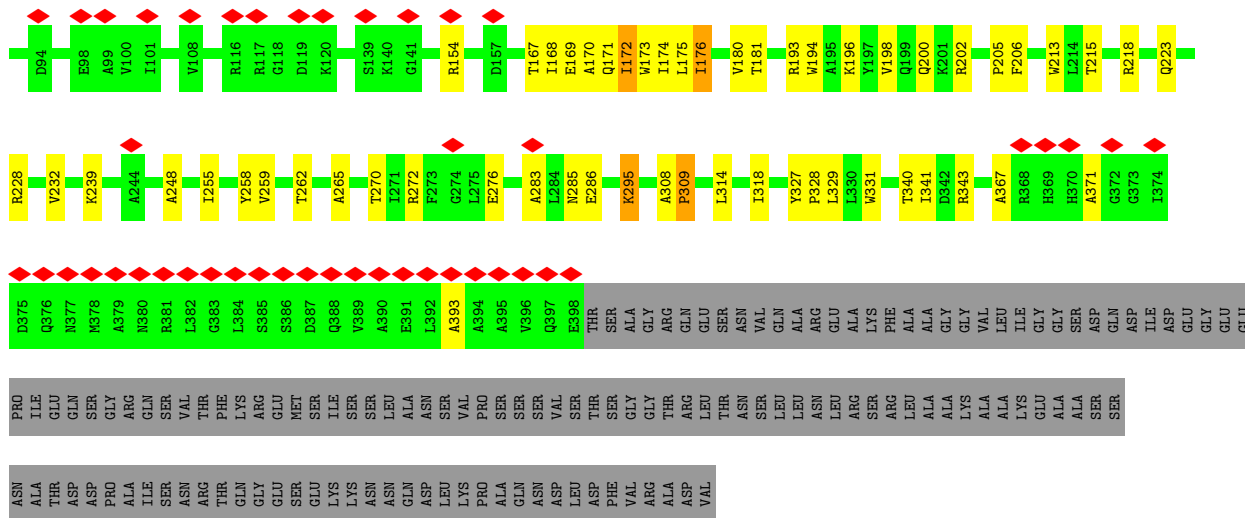 D94 E98 A99 V100 I101 V108 R116 R117 G118 D119 K120 S139 K140 G141 R154 D157 T167 I168 E169 A170 Q171 I172 W173 I174 L175 I176 V180 T181 R193 W194 A195 K196 Y197 V198 Q199 Q200 K201 R202 P205 F206 W213 L214 T215 R218 Q223
R228 V232 K239 A244 A248 I255 Y258 V259 T262 A265 T270 I271 R272 F273 G274 L275 E276 A283 L284 N285 E286 K295 A308 P309 L314 I318 Y327 P328 L329 L330 W331 T340 I341 D342 R343 A367 R368 H369 H370 A371 G372 G373 I374
D375 Q376 N377 M378 A379 N380 R381 L382 G383 L384 S385 S386 D387 Q388 V389 A390 E391 L392 A393 A394 A395 V396 Q397 E398 THR SER ALA GLY ARG GLN GLU SER ASN VAL GLN ALA ARG GLU ALA LYS PHE ALA ALA GLY GLY VAL LEU ILE GLY GLY SER ASP GLN ASP ILE ASP GLU GLY GLU GLU
PRO ILE GLU GLN SER GLY ARG GLN SER VAL THR PHE LYS ARG GLU MET SER ILE SER SER LEU ALA ASN SER VAL PRO SER SER SER VAL SER THR SER GLY GLY THR ARG LEU THR ASN SER LEU LEU ASN LEU ARG SER ARG LEU ALA ALA LYS ALA ALA LYS GLU ALA ALA SER SER
ASN ALA THR ASP ASP PRO ALA ILE SER ASN ARG THR GLN GLY GLU SER GLU LYS LYS ASN ASN GLN ASP LEU LYS PRO ALA GLN ASN ASP LEU ASP PHE VAL ARG ALA ASP VAL